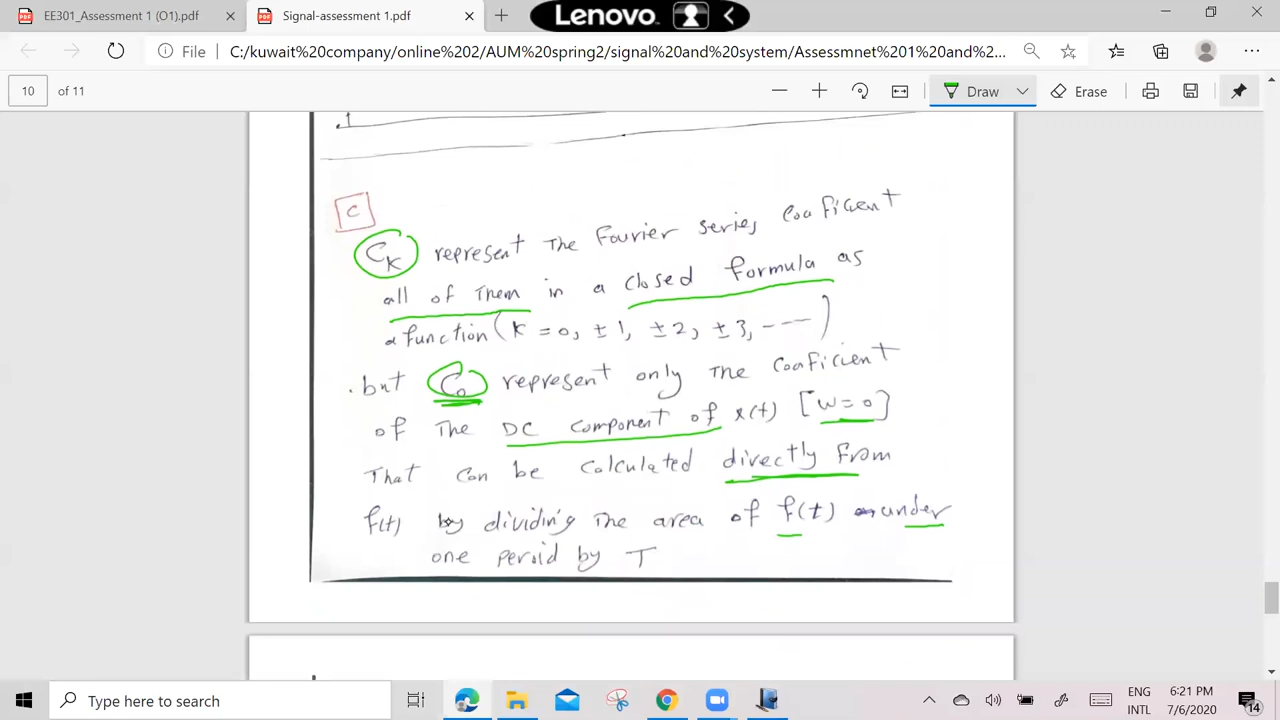 EE301_Assessment 1 (O1).pdf
Signal-assessment 1.pdf
Lenovo
File
C:/kuwait%20company/online%202/AUM%20spring2/signal%20and%20system/Assessmnet%201%20and%2...
10 of 11
Draw
Erase
C
CK represent The Fourier series Coaficient
all of Them in a closed formula as
a function (K = 0, ±1, ±2, ±3, ----)
. but C0 represent only The Coaficient
of The DC component of x(t) [w=0]
That can be calculated directly from
f(t) by dividing The area of f(t) under
one peroid by T
Type here to search
ENG
INTL
6:21 PM
7/6/2020
14